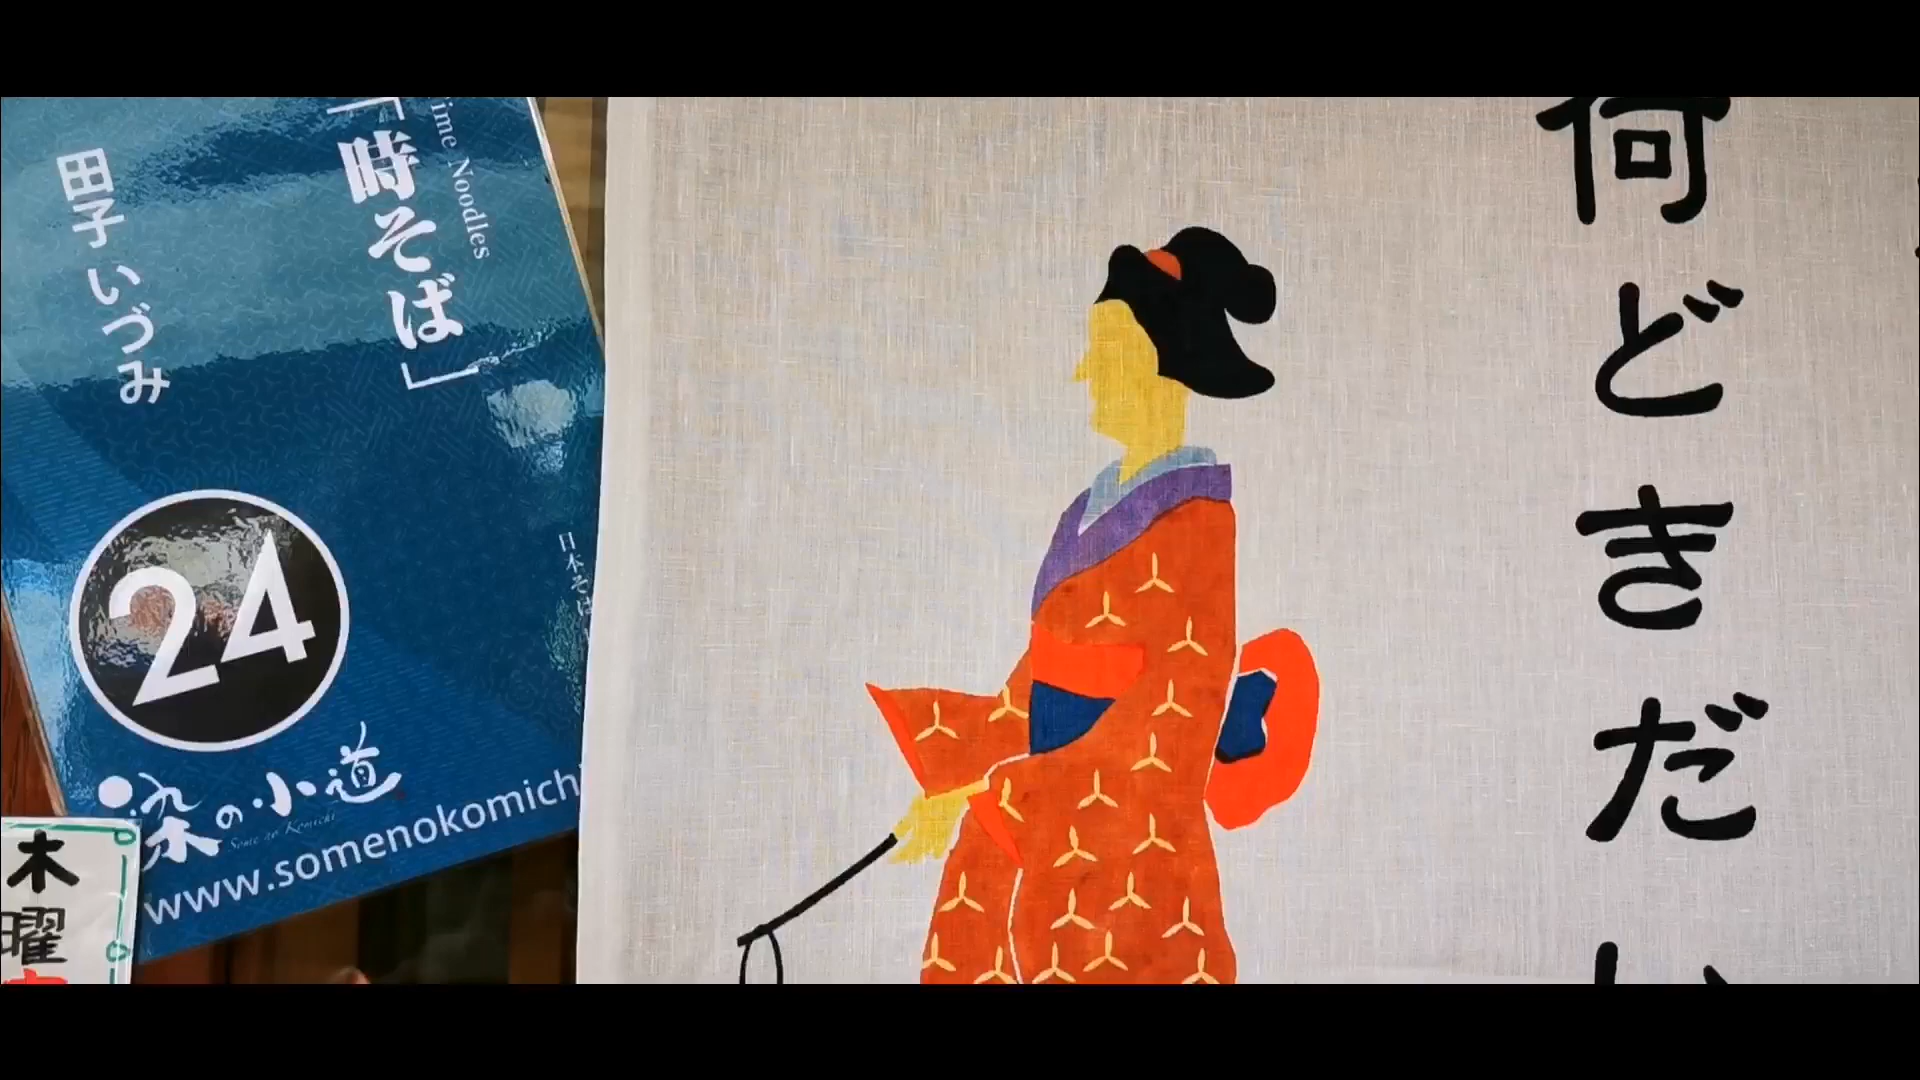 何どきだい
Time Noodles
「時そば」
田子 いづみ
日本そば
24
染の小道
Some no Komichi
www.somenokomichi
木曜